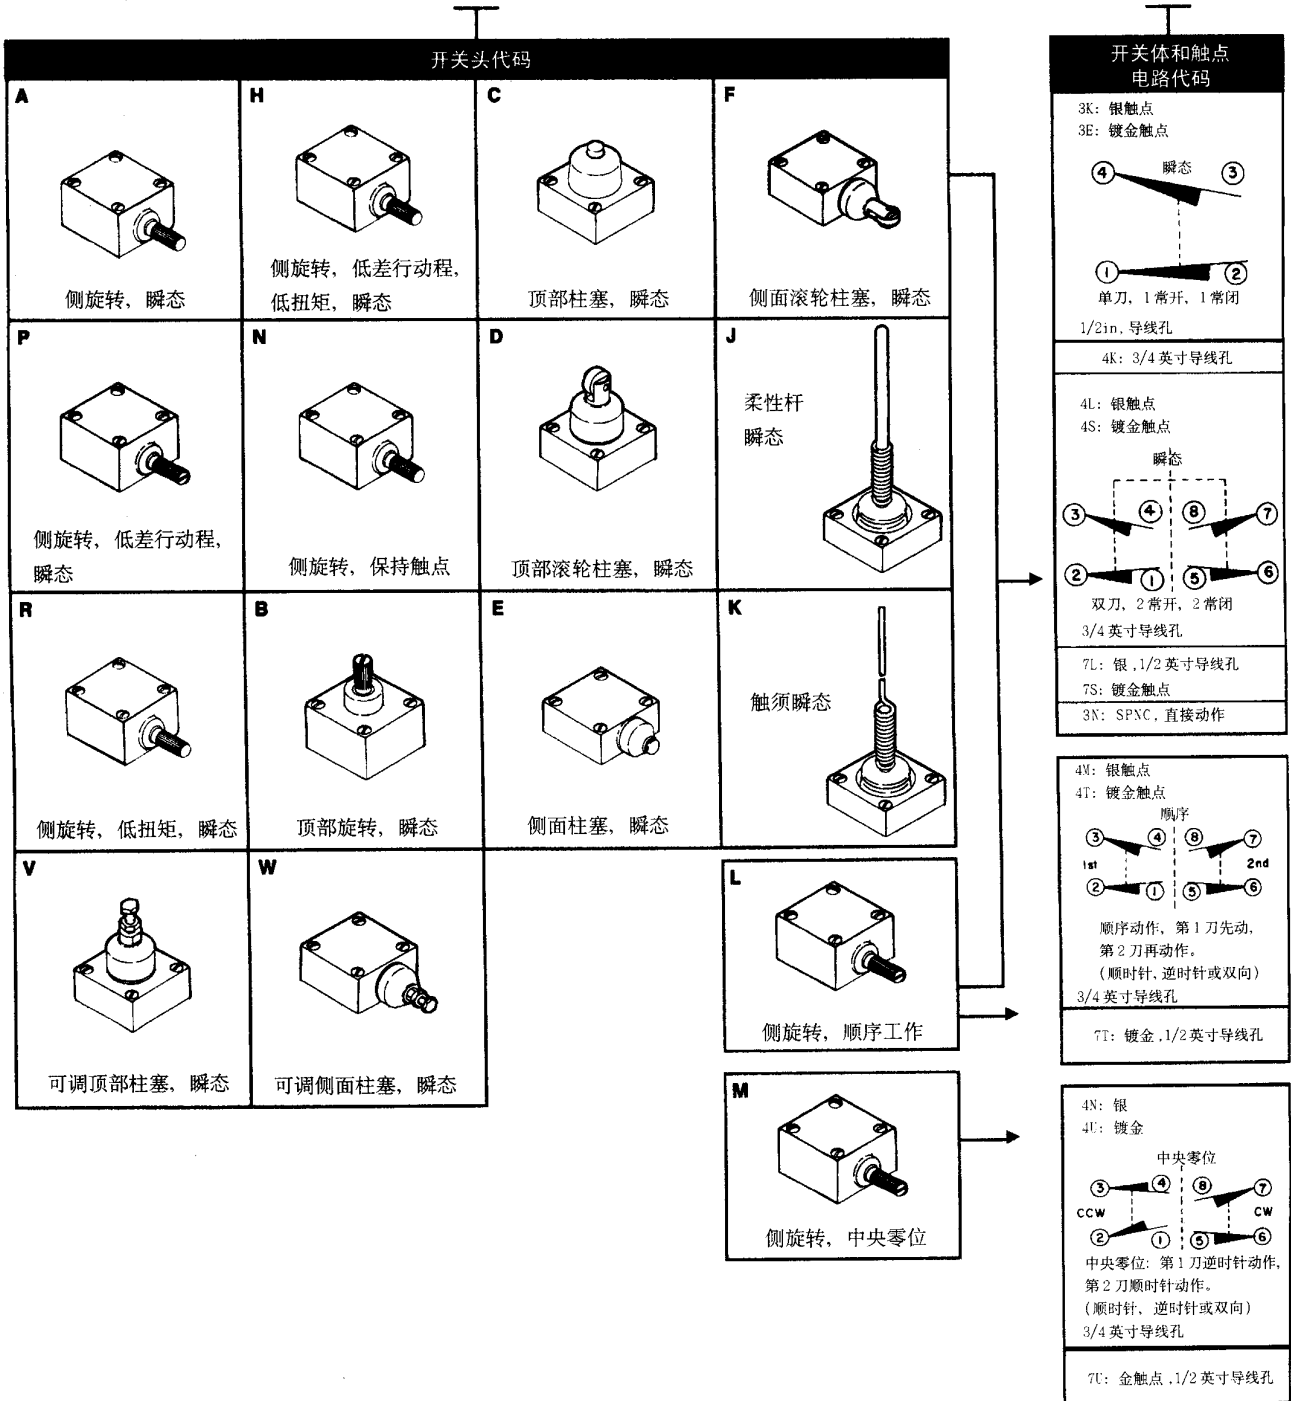 开关头代码
A
侧旋转，瞬态
H
侧旋转，低差行动程，
低扭矩，瞬态
C
顶部柱塞，瞬态
F
侧面滚轮柱塞，瞬态
P
侧旋转，低差行动程，
瞬态
N
侧旋转，保持触点
D
顶部滚轮柱塞，瞬态
J
柔性杆
瞬态
R
侧旋转，低扭矩，瞬态
B
顶部旋转，瞬态
E
侧面柱塞，瞬态
K
触须瞬态
V
可调顶部柱塞，瞬态
W
可调侧面柱塞，瞬态
L
侧旋转，顺序工作
M
侧旋转，中央零位
开关体和触点
电路代码
3K：银触点
3E：镀金触点
④ 瞬态 ③
① ②
单刀，1常开、1常闭
1/2in,导线孔
4K：3/4英寸导线孔
4L：银触点
4S：镀金触点
瞬态
③ ④ ⑧ ⑦
② ① ⑤ ⑥
双刀，2常开、2常闭
3/4英寸导线孔
7L：银,1/2英寸导线孔
7S：镀金触点
3N：SPNC,直接动作
4M：银触点
4T：镀金触点
顺序
③ ④ ⑧ ⑦
1st 2nd
② ① ⑤ ⑥
顺序动作，第1刀先动，
第2刀再动作。
(顺时针,逆时针或双向)
3/4英寸导线孔
7T：镀金,1/2英寸导线孔
4N：银
4U：镀金
中央零位
③ ④ ⑧ ⑦
CCW CW
② ① ⑤ ⑥
中央零位：第1刀逆时针动作，
第2刀顺时针动作。
(顺时针、逆时针或双向)
3/4英寸导线孔
7U：金触点,1/2英寸导线孔